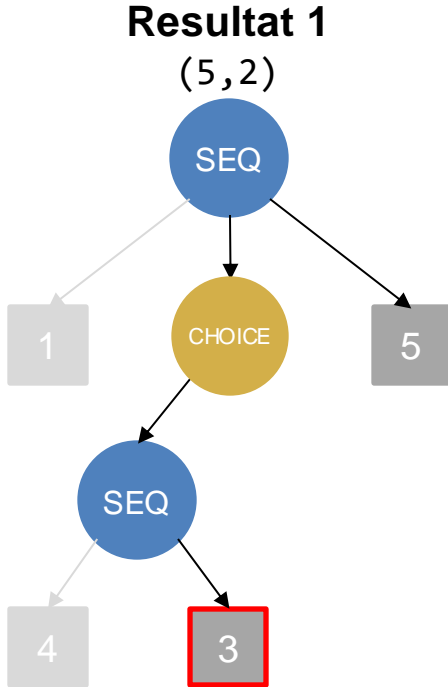 Resultat 1
(5,2)
SEQ
1
CHOICE
5
SEQ
4
3